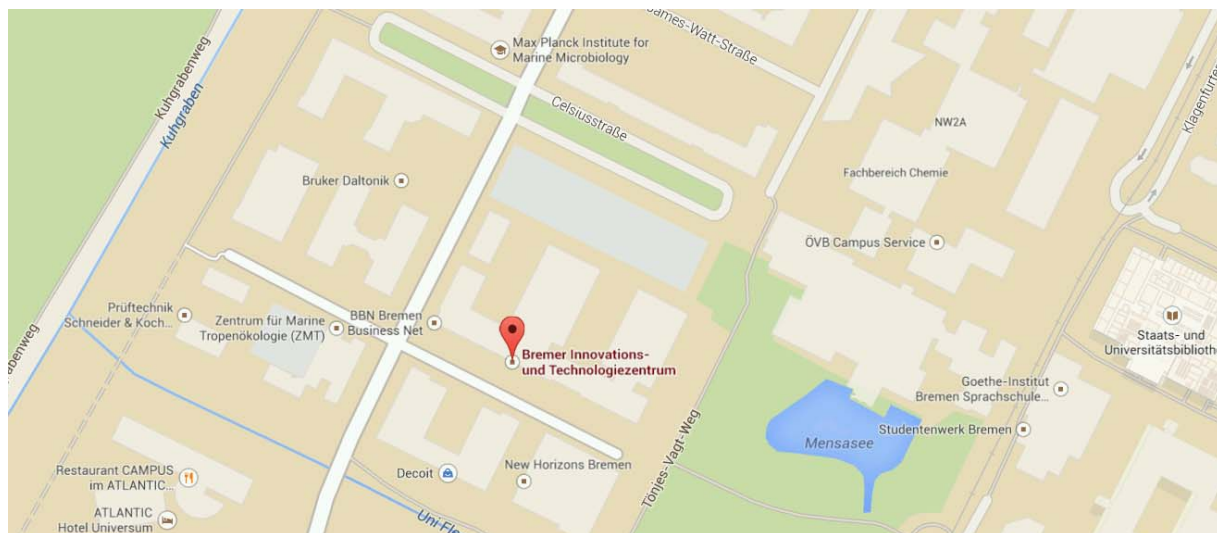 James-Watt-Straße
Max Planck Institute for
Marine Microbiology
Kuhgrabenweg
Kuhgraben
Celsiusstraße
Klagenfurter
NW2A
Fachbereich Chemie
Bruker Daltonik
ÖVB Campus Service
Prüftechnik
Schneider & Koch...
Zentrum für Marine
Tropenökologie (ZMT)
BBN Bremen
Business Net
Bremer Innovations-
und Technologiezentrum
Staats- und
Universitätsbibliothe
grabenweg
Goethe-Institut
Bremen Sprachschule...
Studentenwerk Bremen
Mensasee
Tönjes-Vagt-Weg
Restaurant CAMPUS
im ATLANTIC...
Decoit
New Horizons Bremen
ATLANTIC
Hotel Universum
Uni Fle